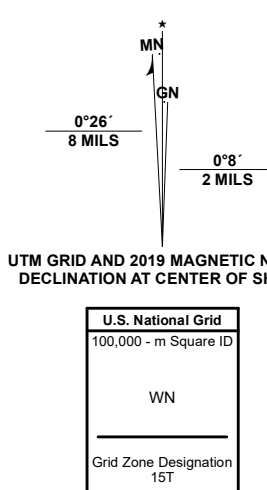 ★
MN
GN
0°26´
8 MILS
0°8´
2 MILS
UTM GRID AND 2019 MAGNETIC
DECLINATION AT CENTER OF
U.S. National Grid
100,000 - m Square ID
WN
Grid Zone Designation
15T